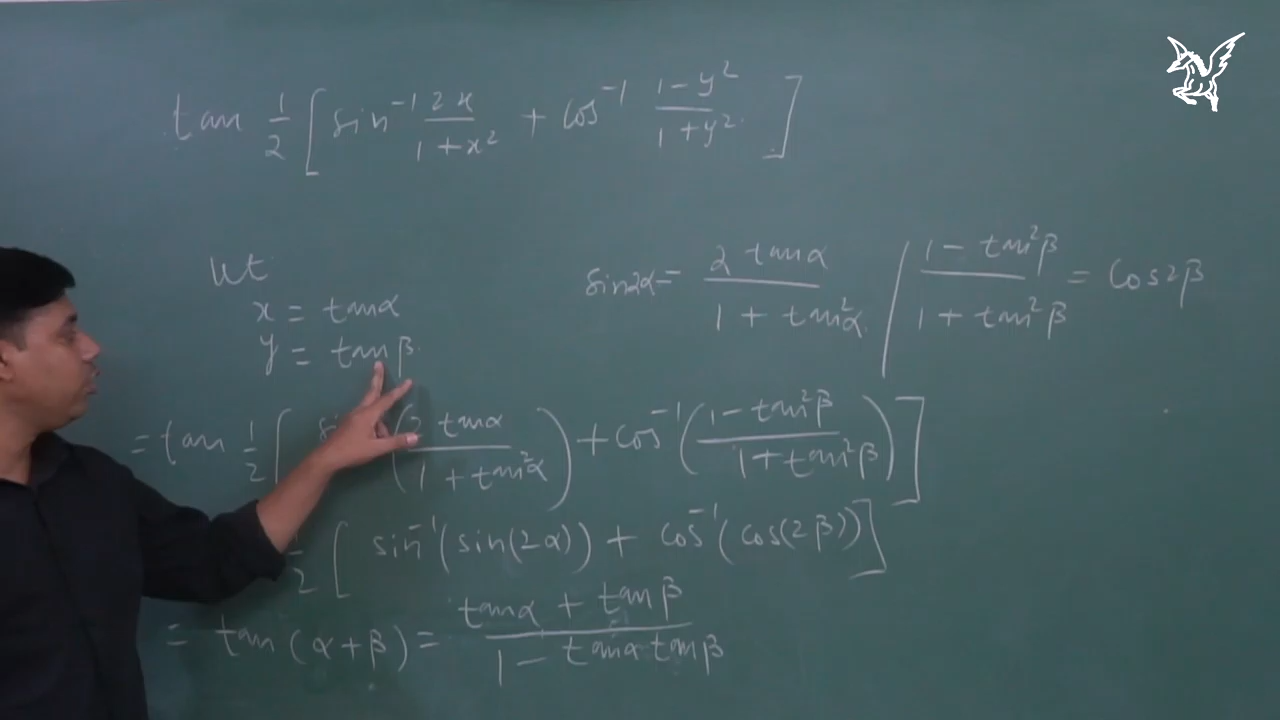 tan 1/2 [ sin⁻¹ 2x/(1+x²) + cos⁻¹ (1-y²)/(1+y²) ]
let
x = tanα
y = tanβ
sin2α = 2 tanα/(1 + tan²α) / (1 - tan²β)/(1 + tan²β) = cos2β
= tan 1/2 [ (2 tanα/(1 + tan²α)) + cos⁻¹ ((1 - tan²β)/(1 + tan²β)) ]
1/2 [ sin⁻¹(sin(2α)) + cos⁻¹(cos(2β)) ]
= tan(α+β) = (tanα + tanβ)/(1 - tanα tanβ)